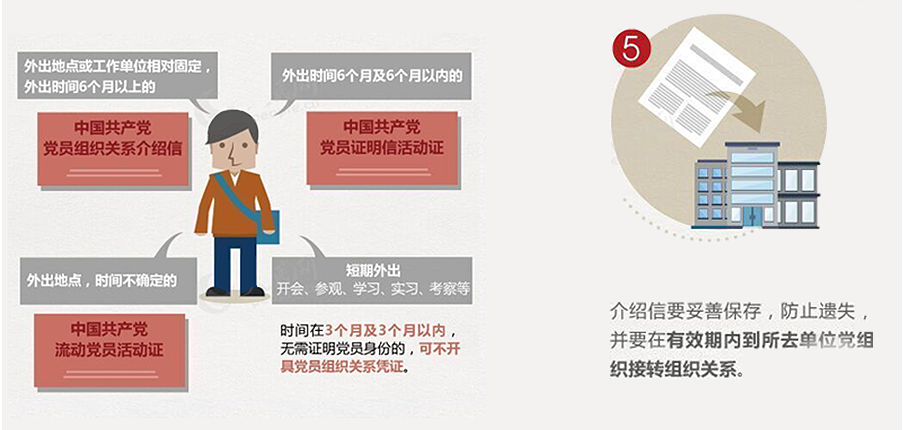 外出地点或工作单位相对固定，
外出时间6个月以上的
中国共产党
党员组织关系介绍信
外出时间6个月及6个月以内的
中国共产党
党员证明信活动证
外出地点，时间不确定的
中国共产党
流动党员活动证
短期外出
开会、参观、学习、实习、考察等
时间在3个月及3个月以内，
无需证明党员身份的，可不开
具党员组织关系凭证。
5
介绍信要妥善保存，防止遗失，
并要在有效期内到所去单位党组
织接转组织关系。